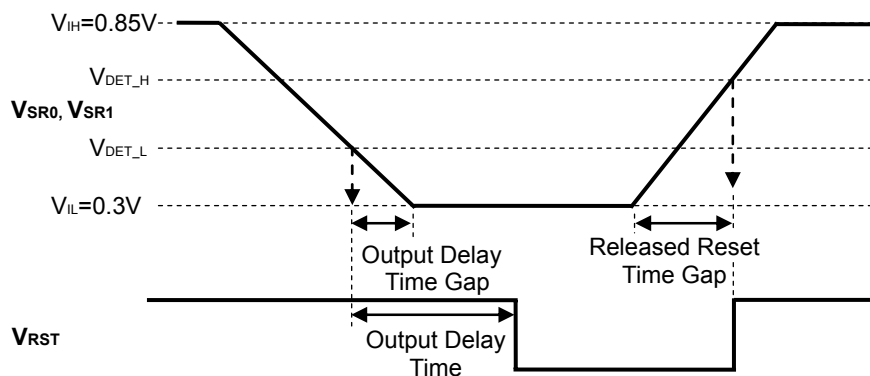 VIH=0.85V
VDET_H
VSR0, VSR1
VDET_L
VIL=0.3V
Output Delay
Time Gap
Released Reset
Time Gap
VRST
Output Delay
Time